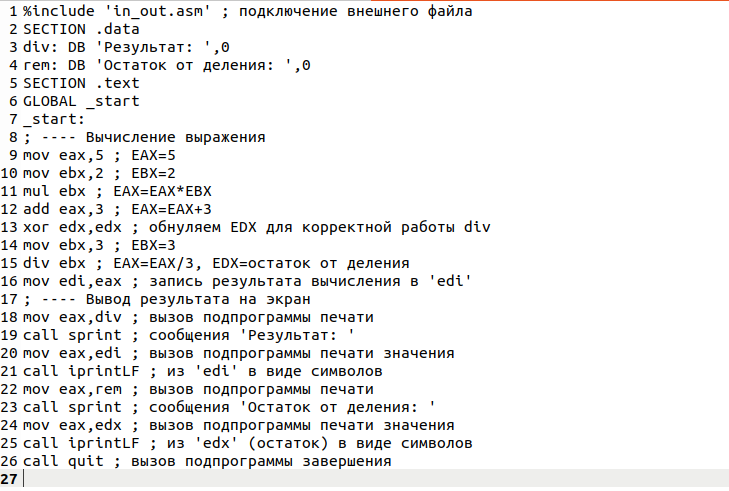 1 %include 'in_out.asm' ; подключение внешнего файла
2 SECTION .data
3 div: DB 'Результат: ',0
4 rem: DB 'Остаток от деления: ',0
5 SECTION .text
6 GLOBAL _start
7 _start:
8 ; ---- Вычисление выражения
9 mov eax,5 ; EAX=5
10 mov ebx,2 ; EBX=2
11 mul ebx ; EAX=EAX*EBX
12 add eax,3 ; EAX=EAX+3
13 xor edx,edx ; обнуляем EDX для корректной работы div
14 mov ebx,3 ; EBX=3
15 div ebx ; EAX=EAX/3, EDX=остаток от деления
16 mov edi,eax ; запись результата вычисления в 'edi'
17 ; ---- Вывод результата на экран
18 mov eax,div ; вызов подпрограммы печати
19 call sprint ; сообщения 'Результат: '
20 mov eax,edi ; вызов подпрограммы печати значения
21 call iprintLF ; из 'edi' в виде символов
22 mov eax,rem ; вызов подпрограммы печати
23 call sprint ; сообщения 'Остаток от деления: '
24 mov eax,edx ; вызов подпрограммы печати значения
25 call iprintLF ; из 'edx' (остаток) в виде символов
26 call quit ; вызов подпрограммы завершения
27